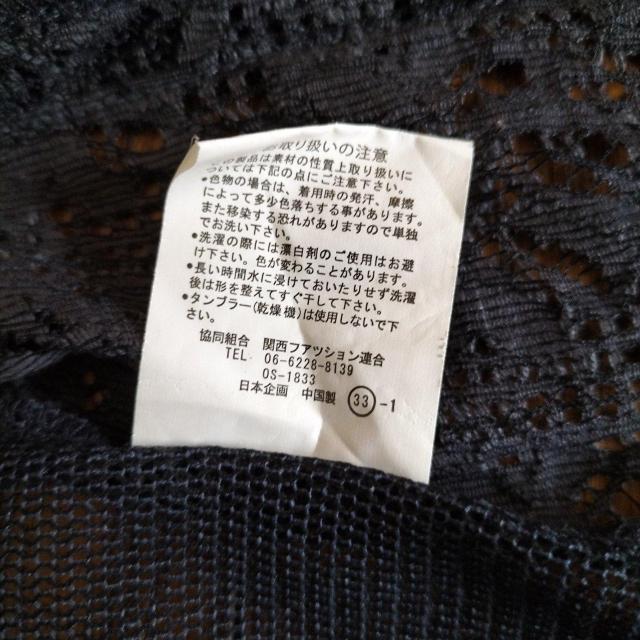 取り扱いの注意
製品は素材の性質上取り扱いに
ついては下記の点にご注意下さい。
・色物の場合は、着用時の発汗、摩擦
によって多少色落ちする事があります。
また移染する恐れがありますので単独
でお洗い下さい。
●洗濯の際には漂白剤のご使用はお避
け下さい。色が変わることがあります。
●長い時間水に浸けておいたりせず洗濯
後は形を整えてすぐ干して下さい。
●タンブラー(乾燥機)は使用しないで下
さい。
協同組合 関西ファッション連合
TEL. 06-6228-8139
OS-1833
日本企画 中国製 ㉝-1